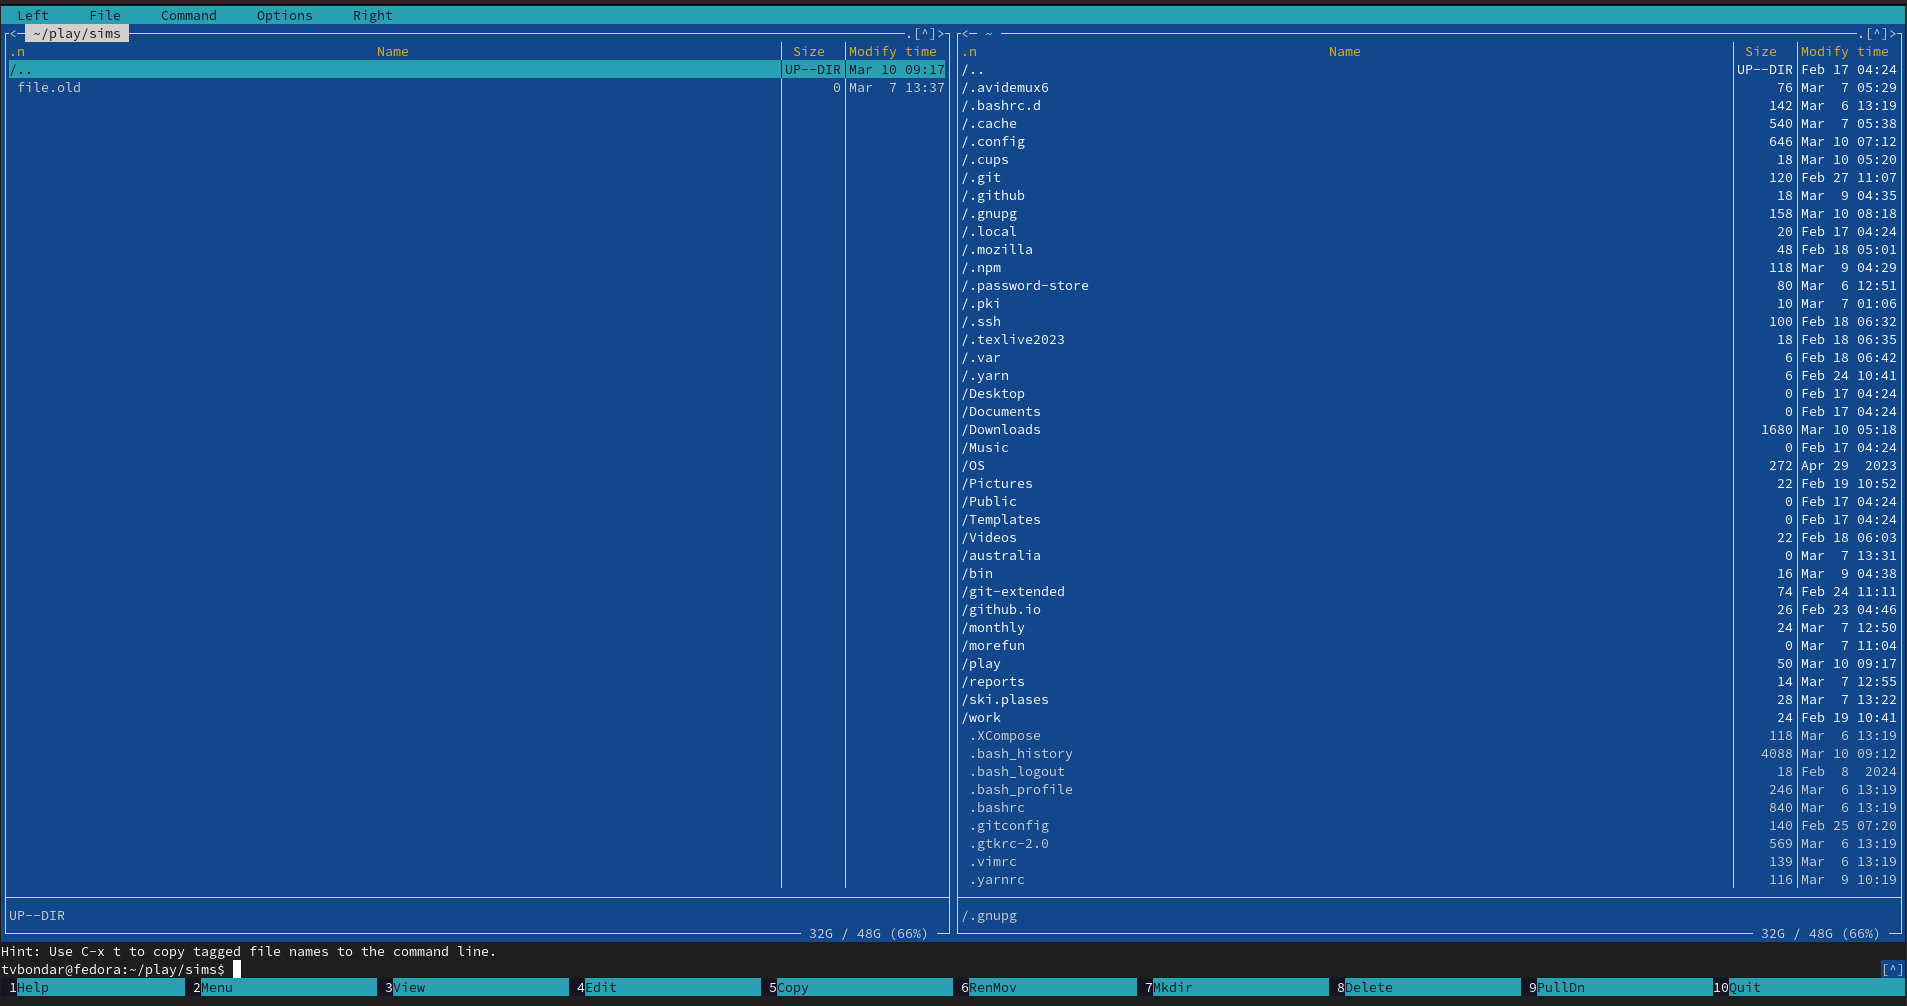 Left File Command Options Right
<─ ~/play/sims .[^]>
.n Name Size Modify time
/.. UP--DIR Mar 10 09:17
file.old 0 Mar 7 13:37
UP--DIR
32G / 48G (66%)
<─ ~ .[^]>
.n Name Size Modify time
/.. UP--DIR Feb 17 04:24
/.avidemux6 76 Mar 7 05:29
/.bashrc.d 142 Mar 6 13:19
/.cache 540 Mar 7 05:38
/.config 646 Mar 10 07:12
/.cups 18 Mar 10 05:20
/.git 120 Feb 27 11:07
/.github 18 Mar 9 04:35
/.gnupg 158 Mar 10 08:18
/.local 20 Feb 17 04:24
/.mozilla 48 Feb 18 05:01
/.npm 118 Mar 9 04:29
/.password-store 80 Mar 6 12:51
/.pki 10 Mar 7 01:06
/.ssh 100 Feb 18 06:32
/.texlive2023 18 Feb 18 06:35
/.var 6 Feb 18 06:42
/.yarn 6 Feb 24 10:41
/Desktop 0 Feb 17 04:24
/Documents 0 Feb 17 04:24
/Downloads 1680 Mar 10 05:18
/Music 0 Feb 17 04:24
/OS 272 Apr 29 2023
/Pictures 22 Feb 19 10:52
/Public 0 Feb 17 04:24
/Templates 0 Feb 17 04:24
/Videos 22 Feb 18 06:03
/australia 0 Mar 7 13:31
/bin 16 Mar 9 04:38
/git-extended 74 Feb 24 11:11
/github.io 26 Feb 23 04:46
/monthly 24 Mar 7 12:50
/morefun 0 Mar 7 11:04
/play 50 Mar 10 09:17
/reports 14 Mar 7 12:55
/ski.plases 28 Mar 7 13:22
/work 24 Feb 19 10:41
.XCompose 118 Mar 6 13:19
.bash_history 4088 Mar 10 09:12
.bash_logout 18 Feb 8 2024
.bash_profile 246 Mar 6 13:19
.bashrc 840 Mar 6 13:19
.gitconfig 140 Feb 25 07:20
.gtkrc-2.0 569 Mar 6 13:19
.vimrc 139 Mar 6 13:19
.yarnrc 116 Mar 9 10:19
/.gnupg
32G / 48G (66%)
Hint: Use C-x t to copy tagged file names to the command line.
tvbondar@fedora:~/play/sims$ [^]
1Help 2Menu 3View 4Edit 5Copy 6RenMov 7Mkdir 8Delete 9PullDn 10Quit